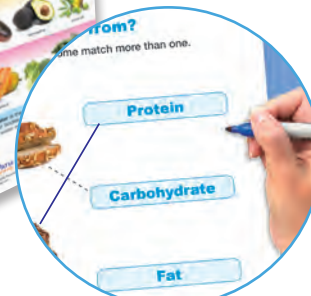 from?
ome match more than one.
Protein
Carbohydrate
Fat